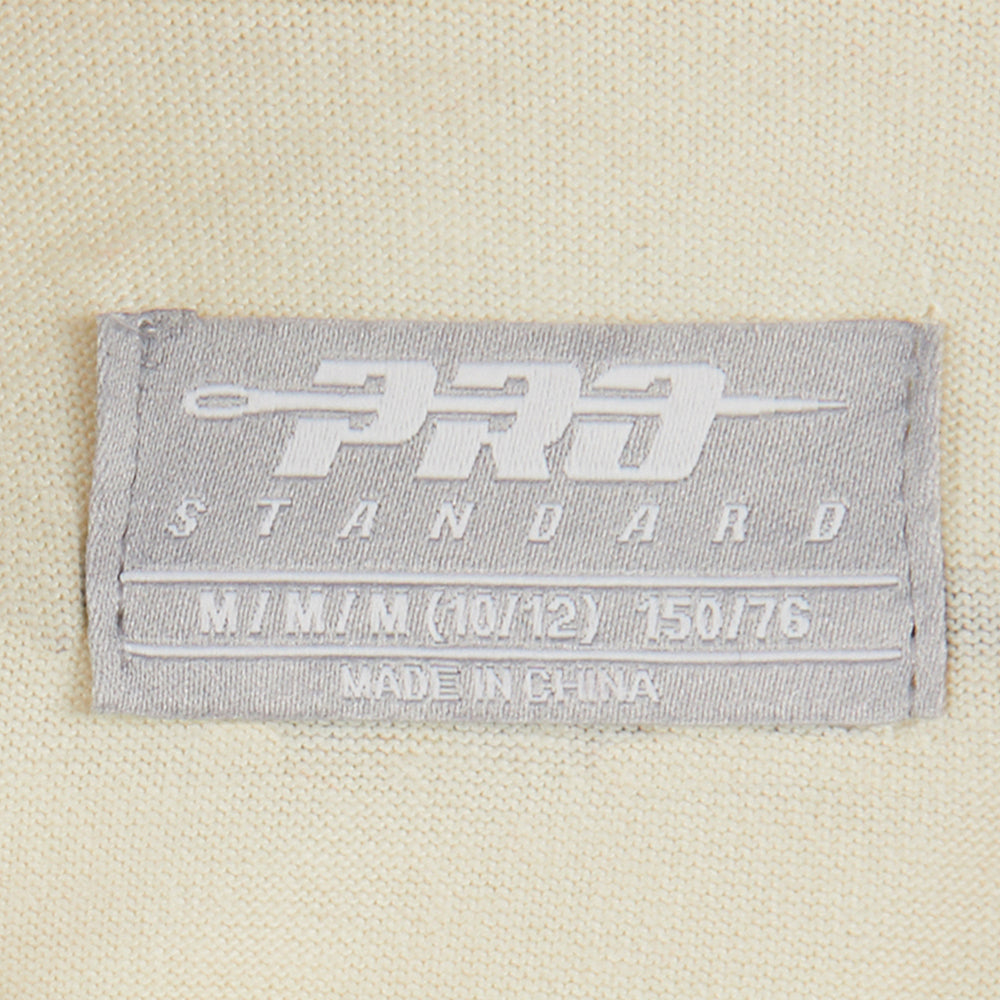 PRO
STANDARD
M/M/M (10/12) 150/76
MADE IN CHINA